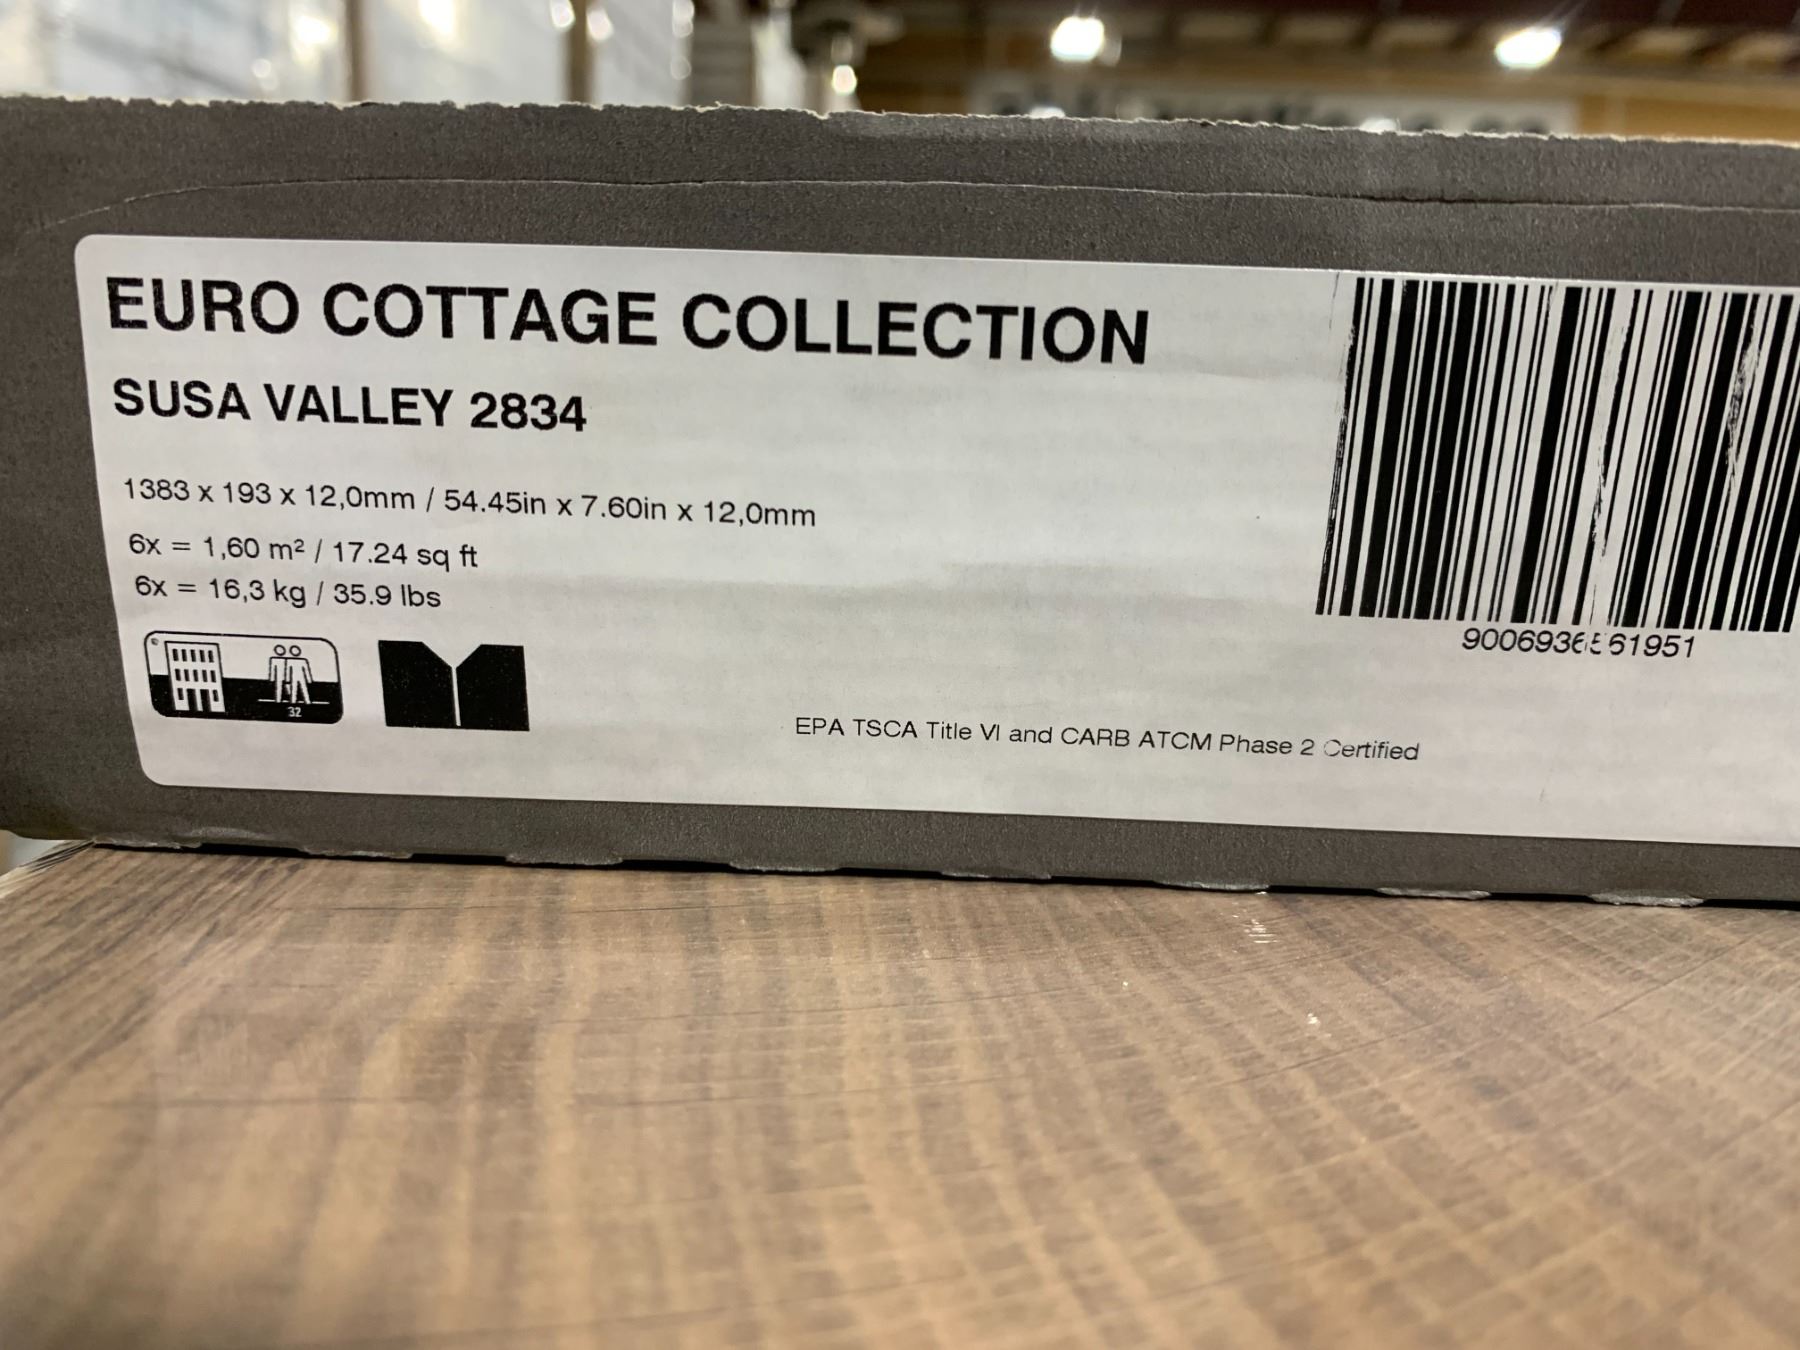 EURO COTTAGE COLLECTION
SUSA VALLEY 2834
1383 x 193 x 12,0mm / 54.45in x 7.60in x 12,0mm
6x = 1,60 m² / 17.24 sq ft
6x = 16,3 kg / 35.9 lbs
32
EPA TSCA Title VI and CARB ATCM Phase 2 Certified